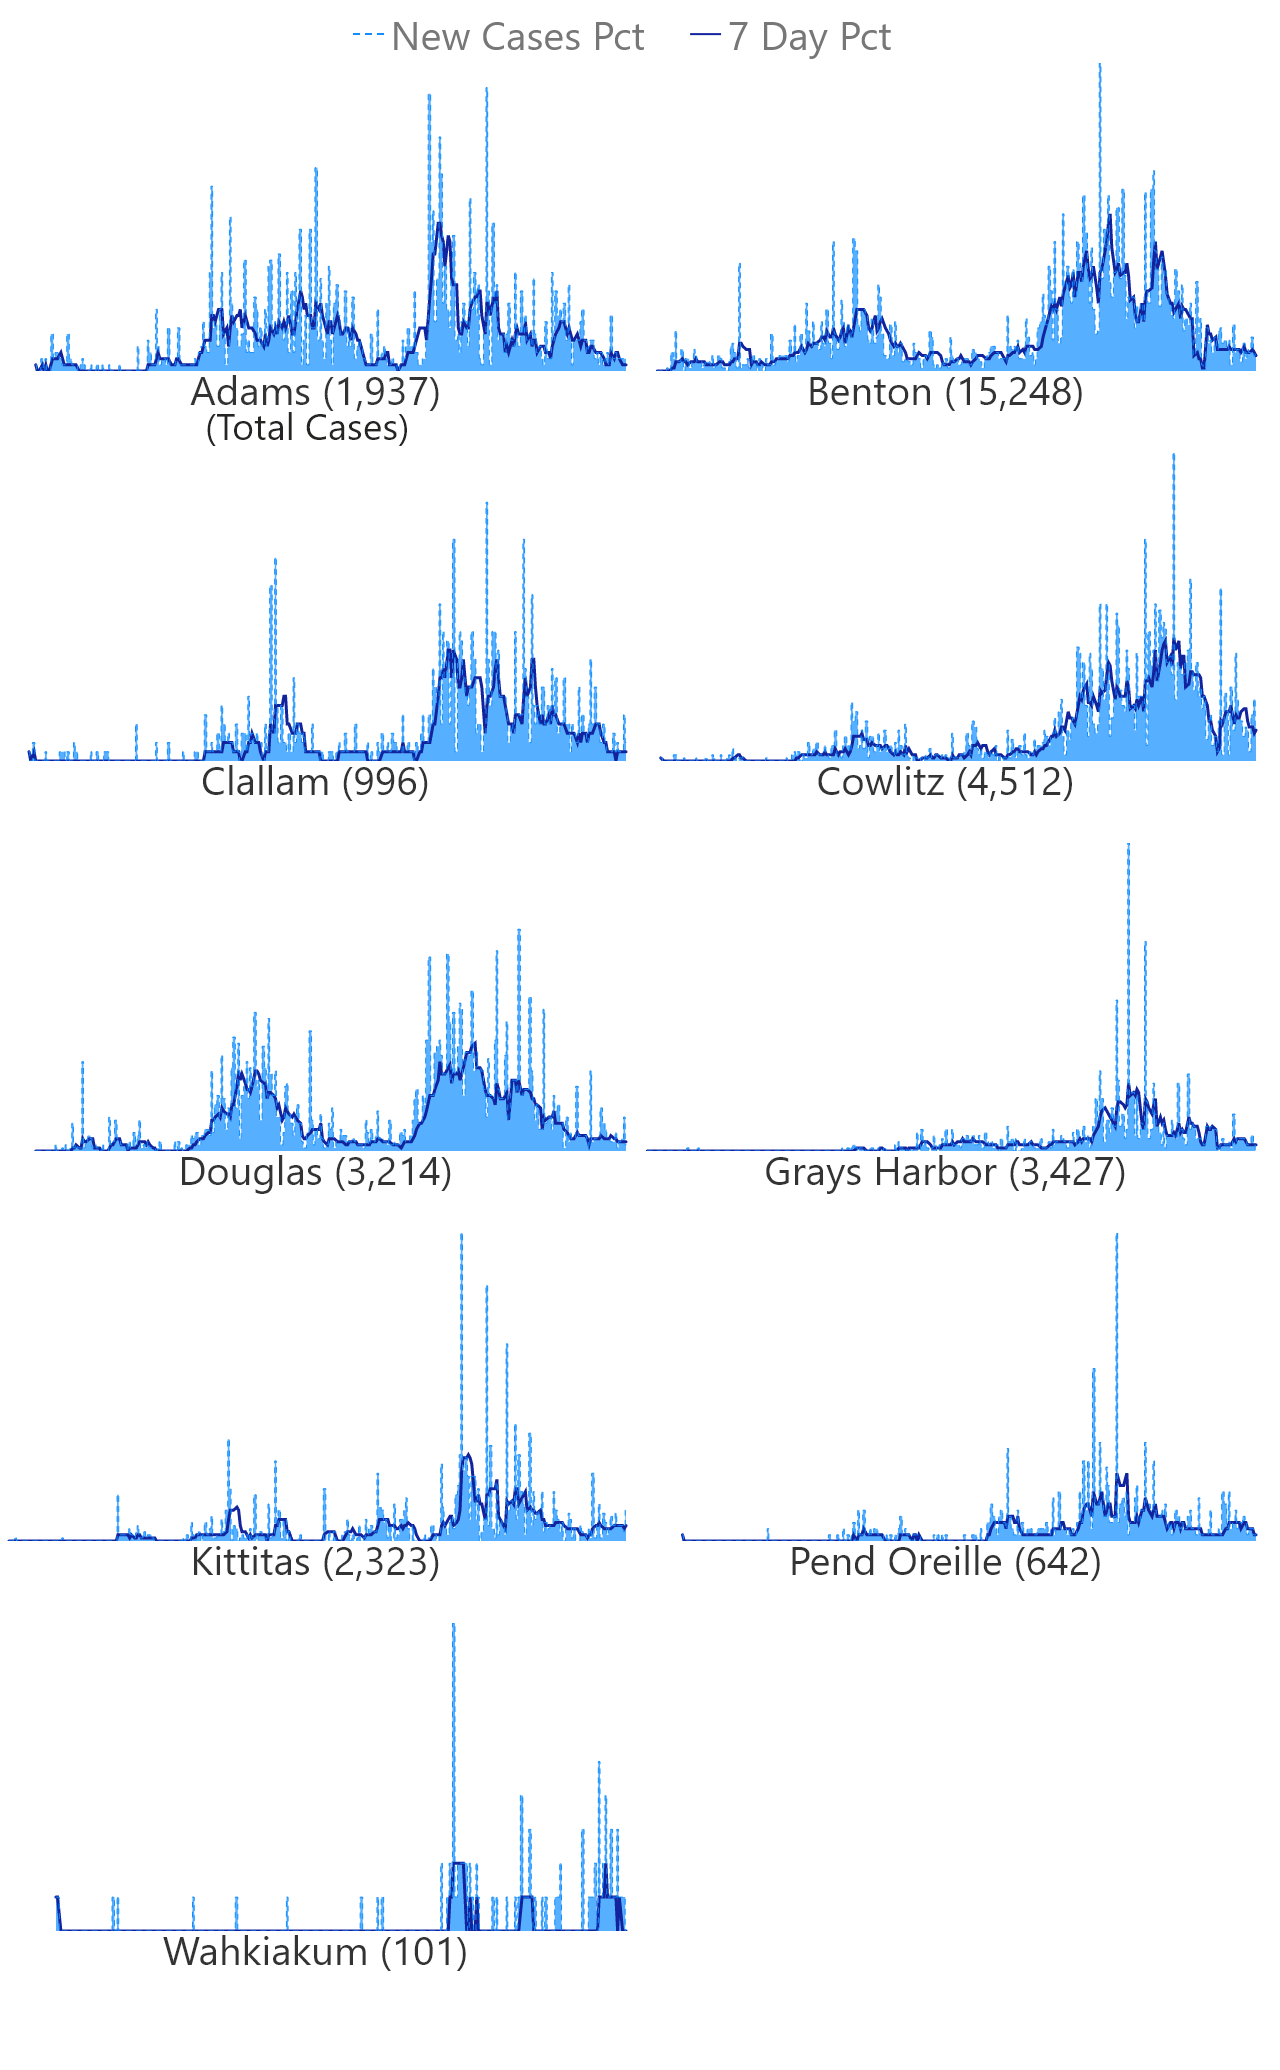 New Cases Pct 7 Day Pct
Adams (1,937) Benton (15,248)
(Total Cases)
Clallam (996) Cowlitz (4,512)
Douglas (3,214) Grays Harbor (3,427)
Kittitas (2,323) Pend Oreille (642)
Wahkiakum (101)